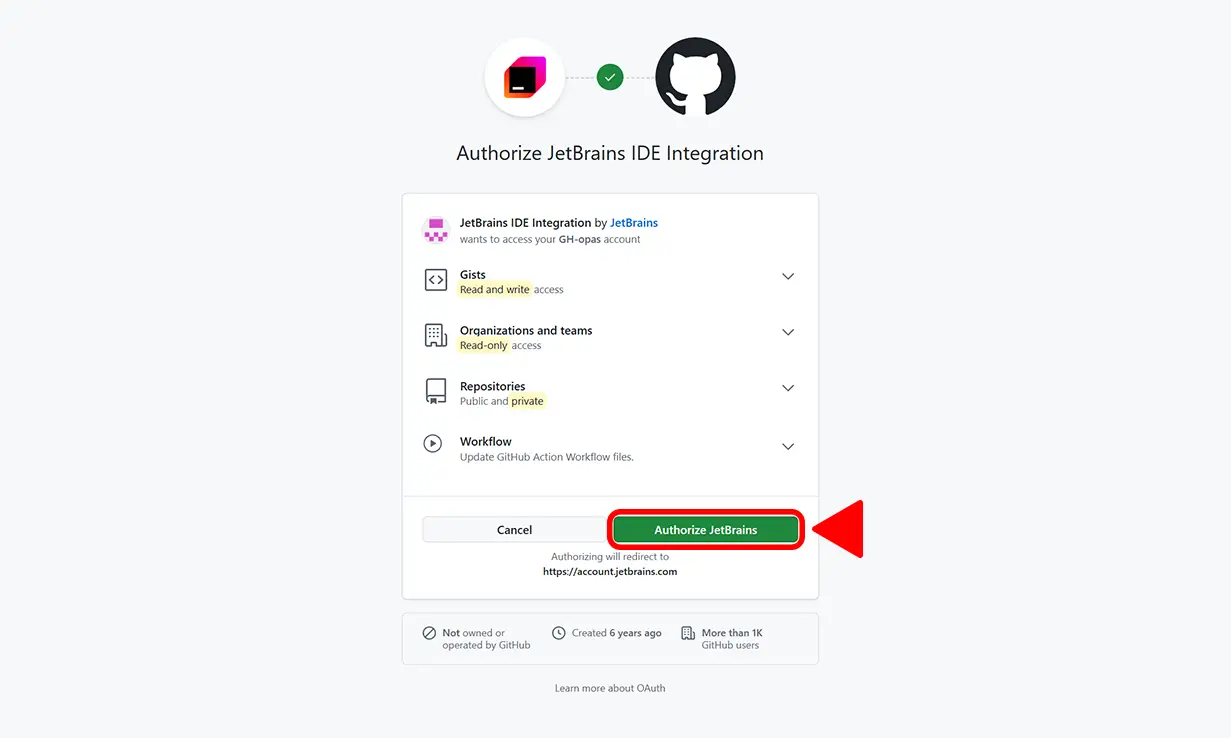 Authorize JetBrains IDE Integration
JetBrains IDE Integration by JetBrains
wants to access your GH-opas account
Gists
Read and write access
Organizations and teams
Read-only access
Repositories
Public and private
Workflow
Update GitHub Action Workflow files.
Cancel
Authorize JetBrains
Authorizing will redirect to
https://account.jetbrains.com
Not owned or
operated by GitHub
Created 6 years ago
More than 1K
GitHub users
Learn more about OAuth